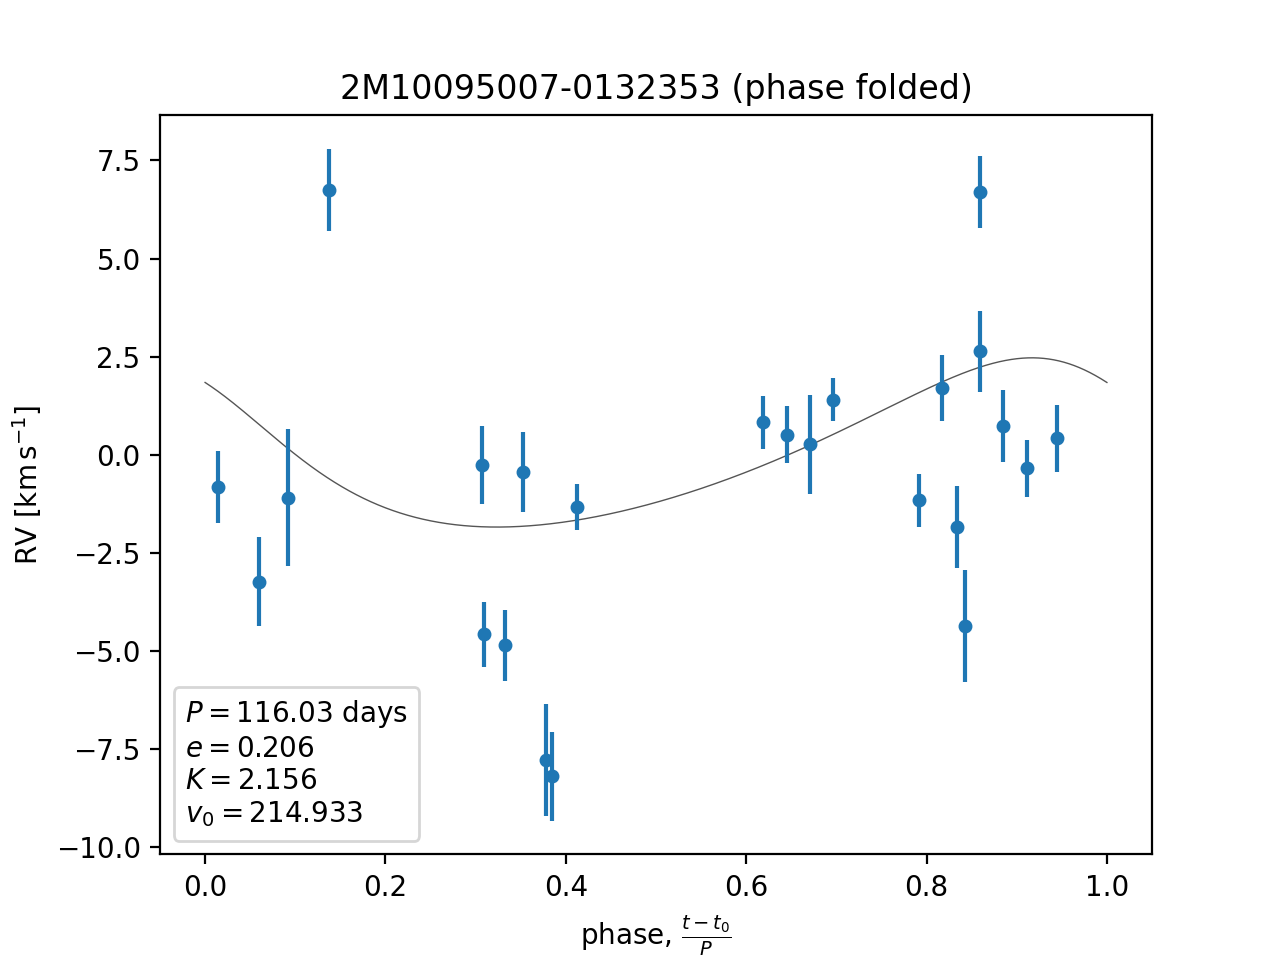 2M10095007-0132353 (phase folded)
RV [km s⁻¹]
7.5
5.0
2.5
0.0
−2.5
−5.0
−7.5
−10.0
P = 116.03 days
e = 0.206
K = 2.156
v₀ = 214.933
0.0 0.2 0.4 0.6 0.8 1.0
phase, (t − t₀)/P